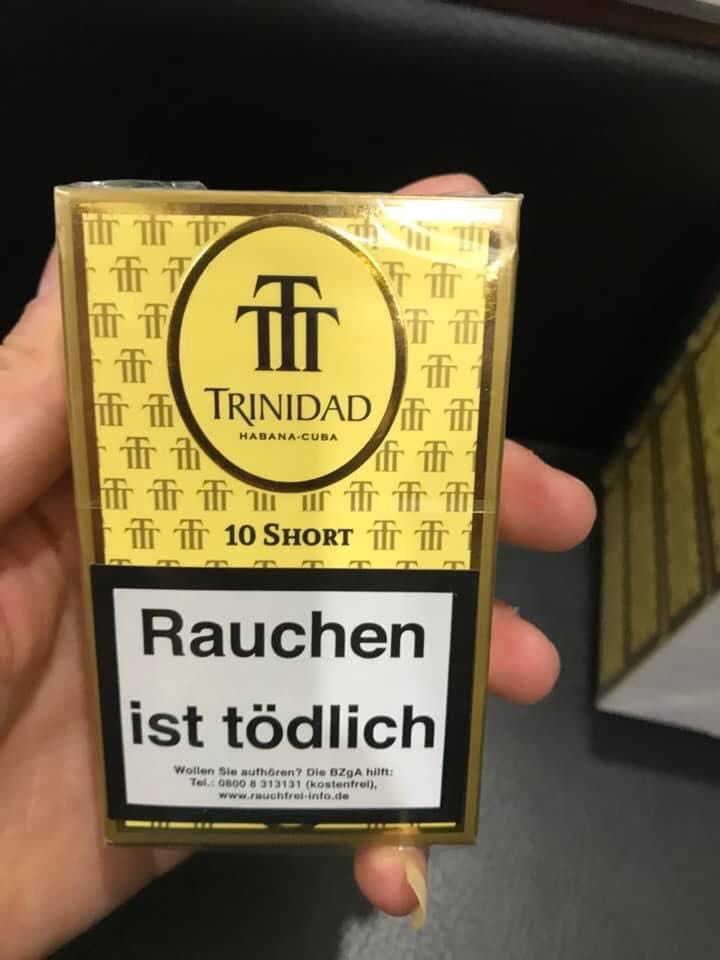 TRINIDAD
HABANA-CUBA
10 SHORT
Rauchen
ist tödlich
Wollen Sie aufhören? Die BZgA hilft:
Tel.: 0800 8 313131 (kostenfrei),
www.rauchfrei-info.de